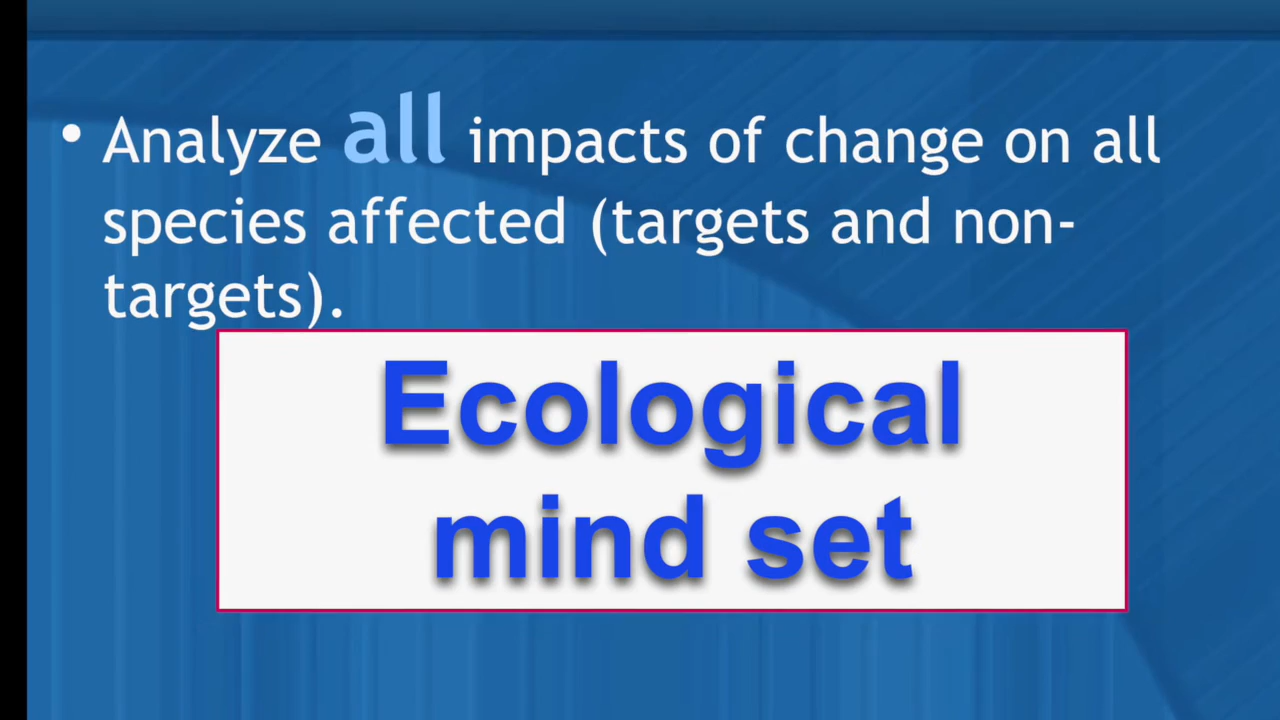 • Analyze all impacts of change on all
species affected (targets and non-
targets).
Ecological
mind set